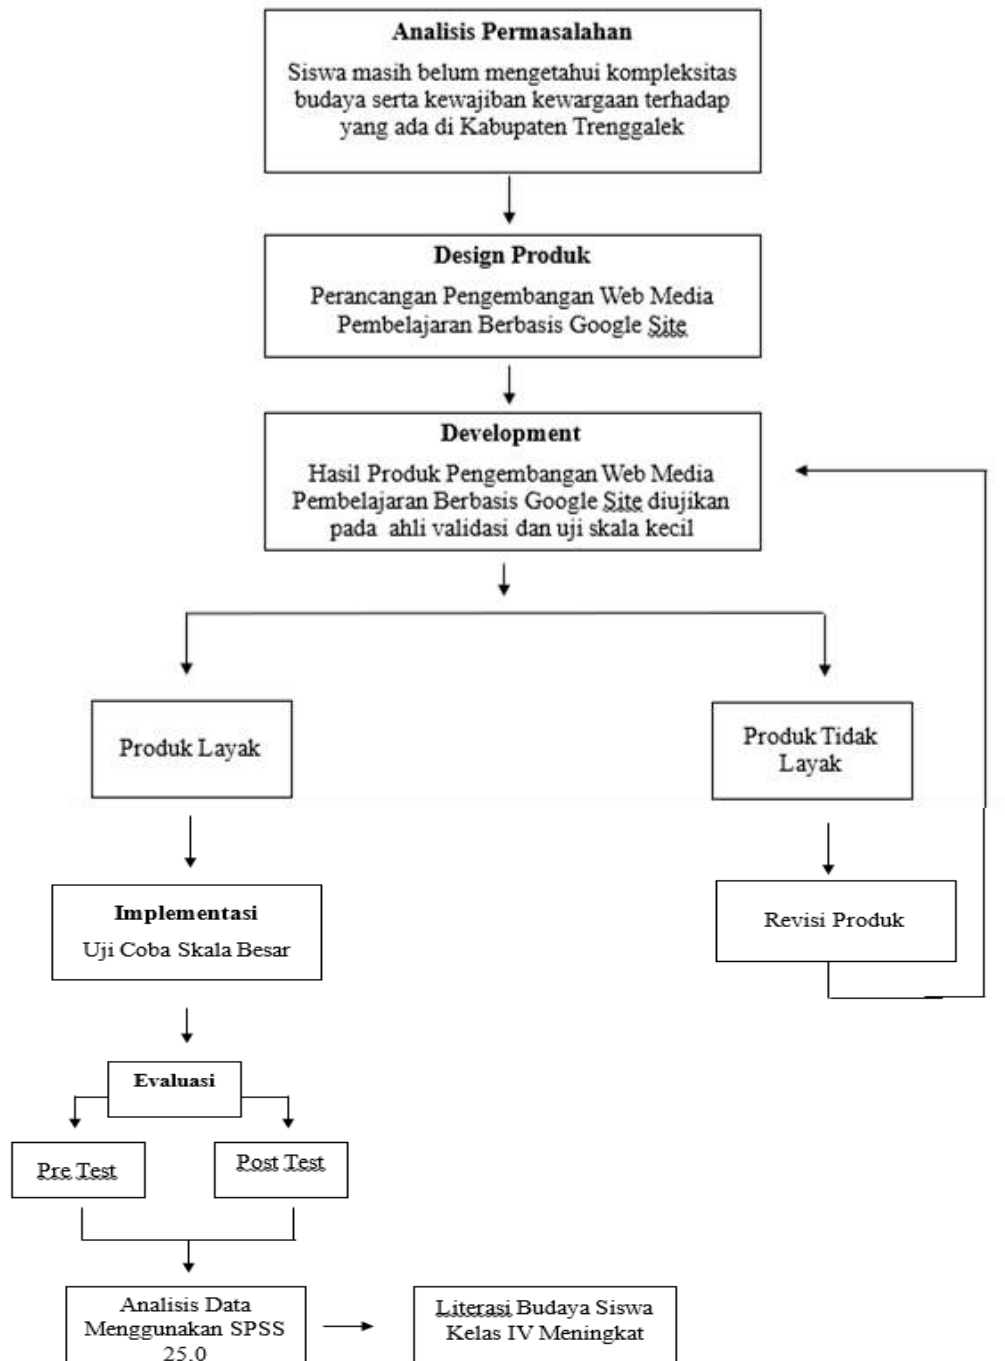 Analisis Permasalahan
Siswa masih belum mengetahui kompleksitas
budaya serta kewajiban kewargaan terhadap
yang ada di Kabupaten Trenggalek
Design Produk
Perancangan Pengembangan Web Media
Pembelajaran Berbasis Google Site
Development
Hasil Produk Pengembangan Web Media
Pembelajaran Berbasis Google Site diujikan
pada ahli validasi dan uji skala kecil
Produk Layak
Produk Tidak
Layak
Implementasi
Uji Coba Skala Besar
Revisi Produk
Evaluasi
Pre Test
Post Test
Analisis Data
Menggunakan SPSS
25.0
Literasi Budaya Siswa
Kelas IV Meningkat